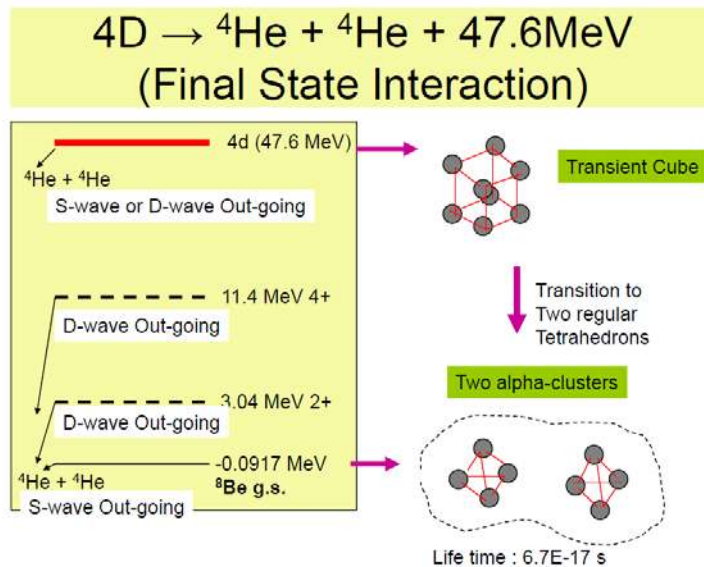 4D → ⁴He + ⁴He + 47.6MeV
(Final State Interaction)
4d (47.6 MeV)
⁴He + ⁴He
S-wave or D-wave Out-going
11.4 MeV 4+
D-wave Out-going
3.04 MeV 2+
D-wave Out-going
-0.0917 MeV
⁴He + ⁴He
⁸Be g.s.
S-wave Out-going
Transient Cube
Transition to
Two regular
Tetrahedrons
Two alpha-clusters
Life time : 6.7E-17 s